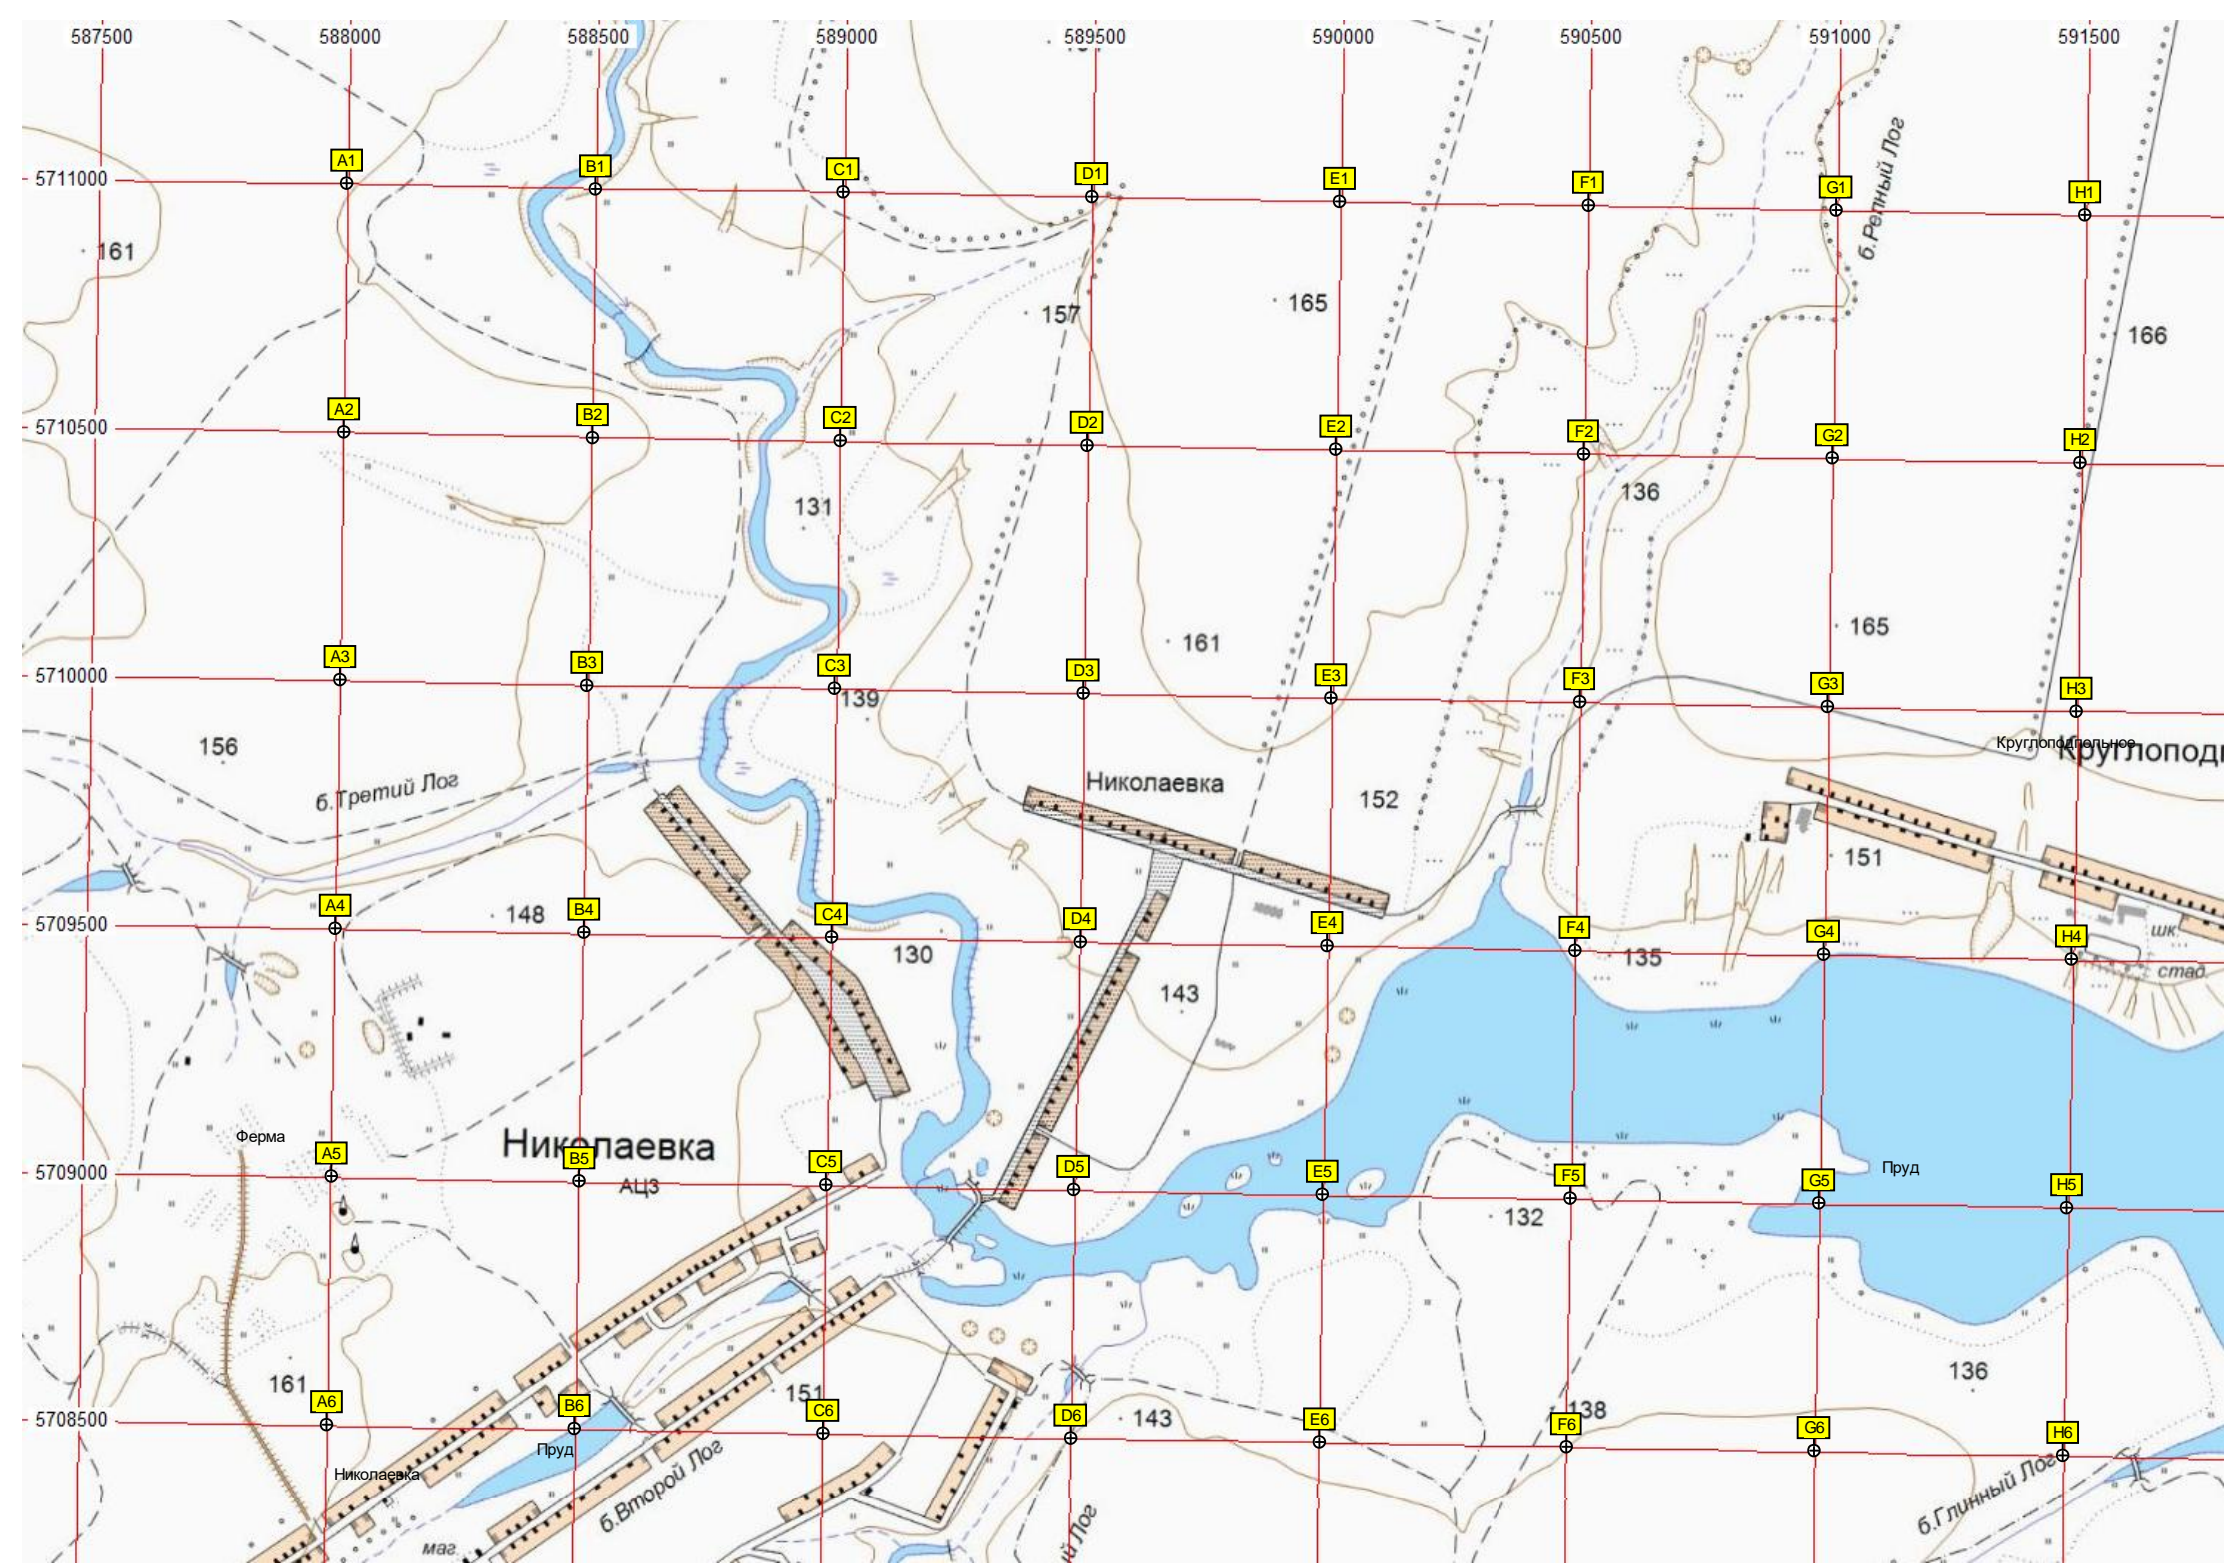 587500 588000 588500 589000 589500 590000 590500 591000 591500
5711000 A1 B1 C1 D1 E1 F1 G1 H1
б.Репный Лог
161
157 165 166
5710500 A2 B2 C2 D2 E2 F2 G2 H2
131 136
161 165
5710000 A3 B3 C3 D3 E3 F3 G3 H3
139
156
Круглоподпольное
Круглопод
б.Третий Лог
Николаевка
152
151
5709500 A4 B4 C4 D4 E4 F4 G4 H4
148
шк.
130 135
стад.
143
Ферма
Николаевка
5709000 A5 B5 C5 D5 E5 F5 G5 H5
Пруд
АЦЗ
132
161 151 136
5708500 A6 B6 C6 D6 E6 F6 G6 H6
143 138
Пруд
Николаевка
б.Второй Лог
б.Глинный Лог
маг.
ий Лог